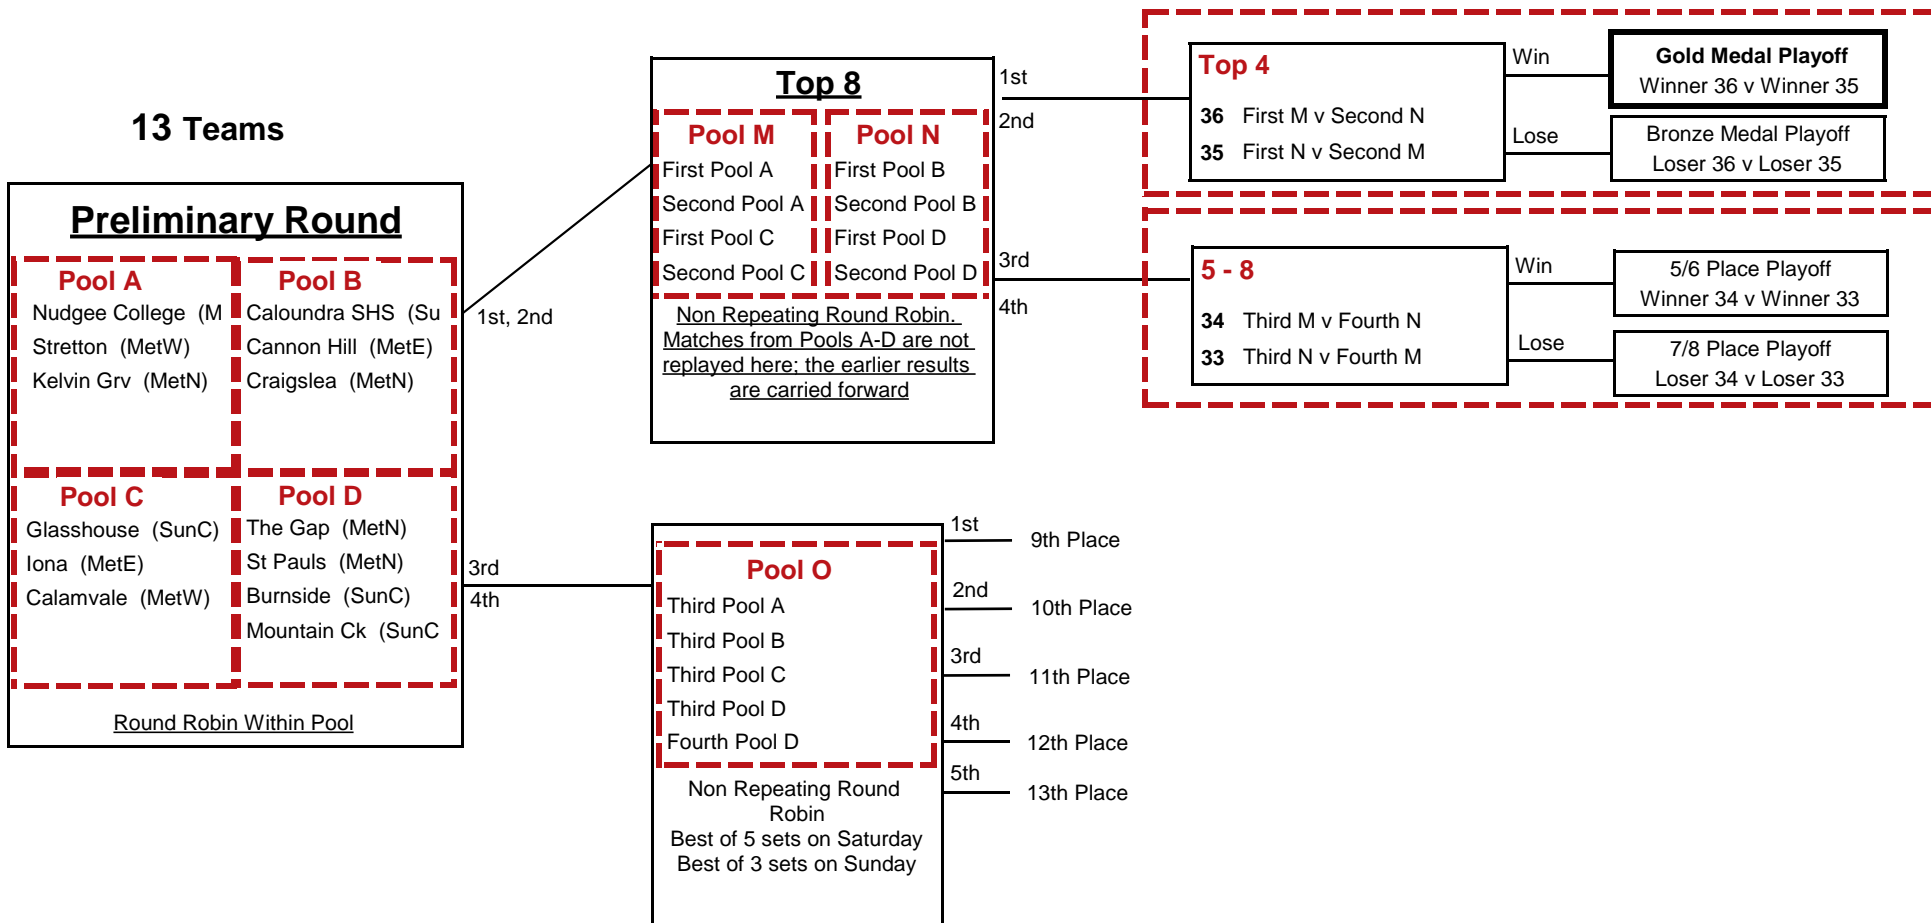 13 Teams
Preliminary Round
Pool A
Nudgee College (M
Stretton (MetW)
Kelvin Grv (MetN)
Pool B
Caloundra SHS (Su
Cannon Hill (MetE)
Craigslea (MetN)
Pool C
Glasshouse (SunC)
Iona (MetE)
Calamvale (MetW)
Pool D
The Gap (MetN)
St Pauls (MetN)
Burnside (SunC)
Mountain Ck (SunC
Round Robin Within Pool
1st, 2nd
3rd
4th
Top 8
Pool M
First Pool A
Second Pool A
First Pool C
Second Pool C
Pool N
First Pool B
Second Pool B
First Pool D
Second Pool D
Non Repeating Round Robin.
Matches from Pools A-D are not
replayed here; the earlier results
are carried forward
1st
2nd
3rd
4th
Top 4
36 First M v Second N
35 First N v Second M
Win
Lose
Gold Medal Playoff
Winner 36 v Winner 35
Bronze Medal Playoff
Loser 36 v Loser 35
5 - 8
34 Third M v Fourth N
33 Third N v Fourth M
Win
Lose
5/6 Place Playoff
Winner 34 v Winner 33
7/8 Place Playoff
Loser 34 v Loser 33
Pool O
Third Pool A
Third Pool B
Third Pool C
Third Pool D
Fourth Pool D
Non Repeating Round
Robin
Best of 5 sets on Saturday
Best of 3 sets on Sunday
1st
9th Place
2nd
10th Place
3rd
11th Place
4th
12th Place
5th
13th Place